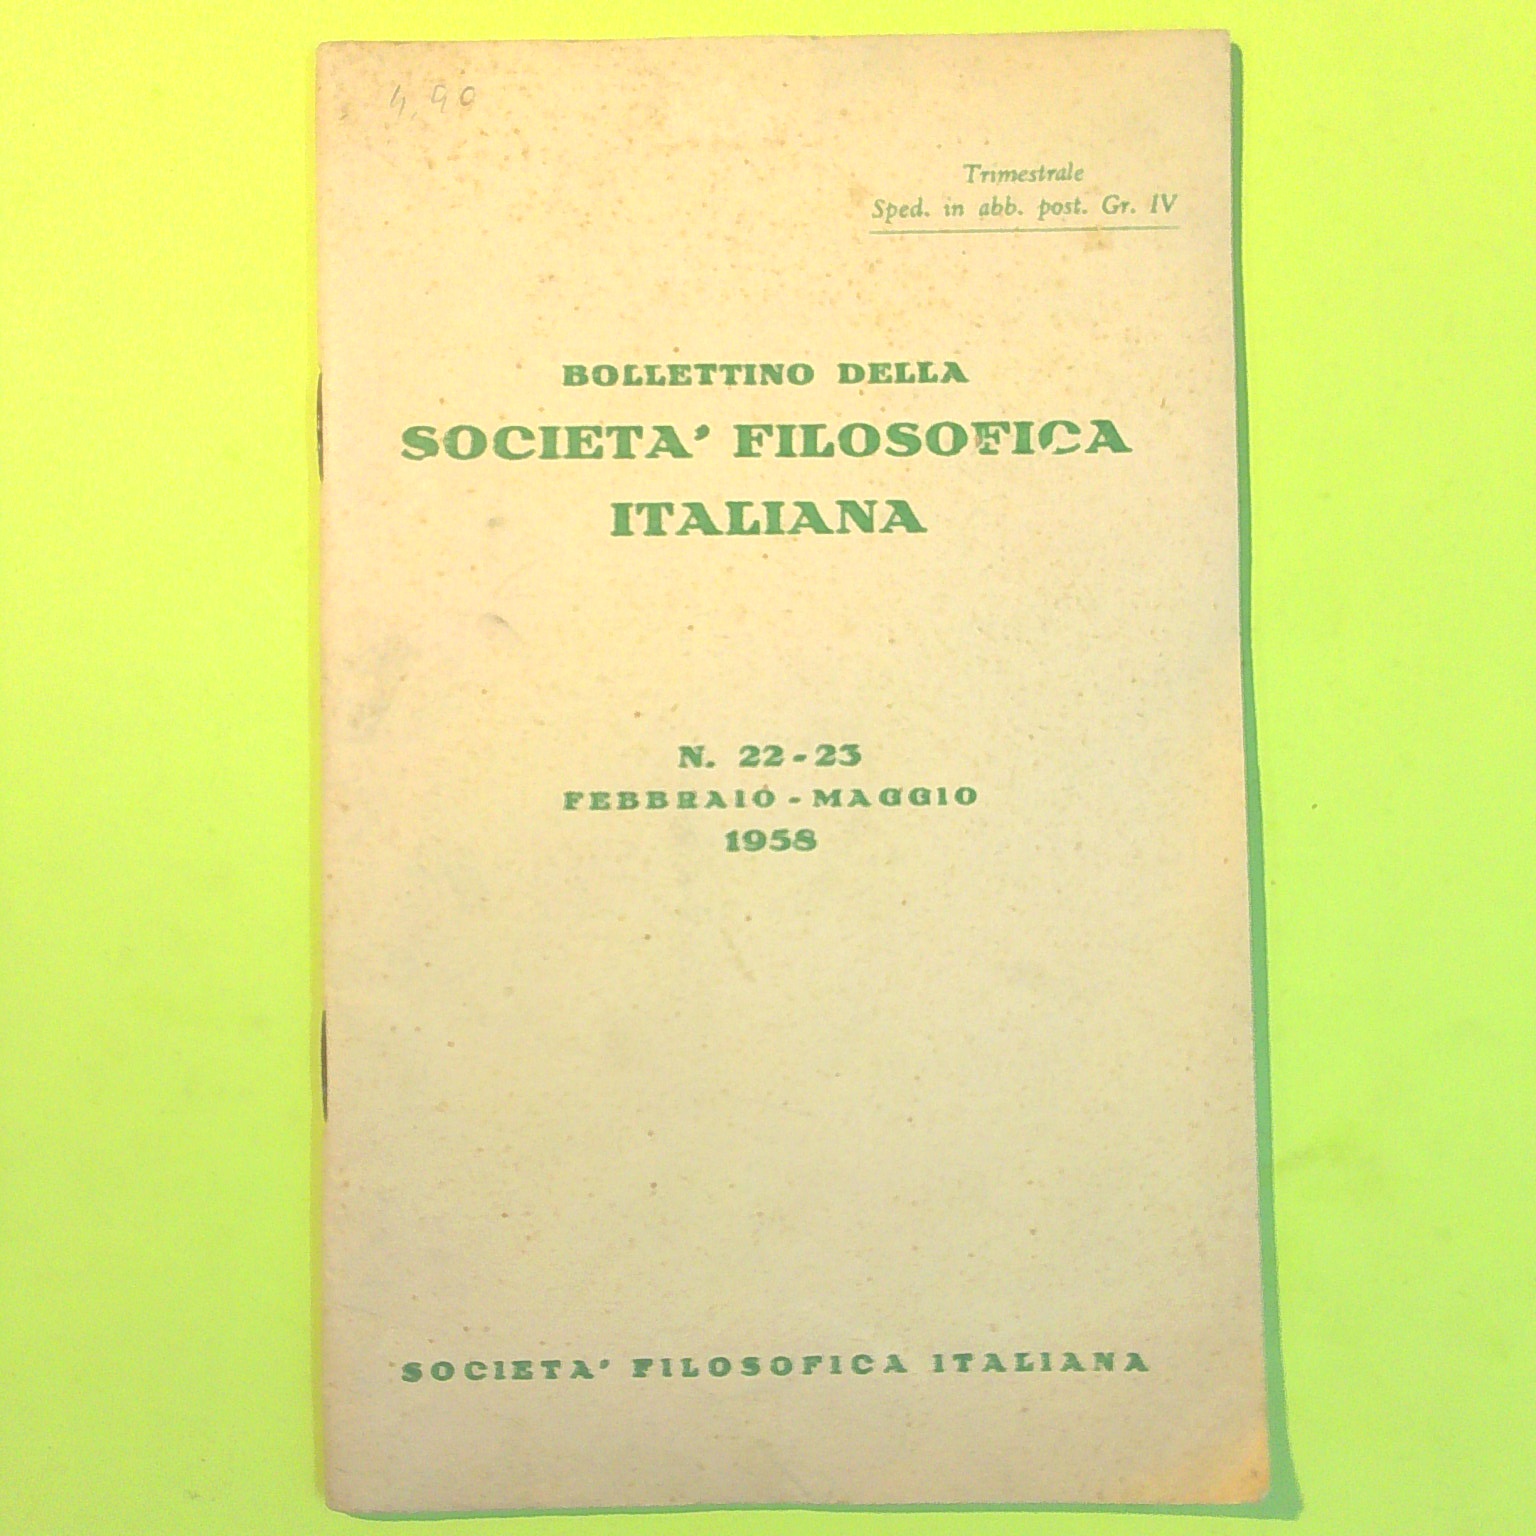 4,90
Trimestrale
Sped. in abb. post. Gr. IV
BOLLETTINO DELLA
SOCIETA' FILOSOFICA
ITALIANA
N. 22-23
FEBBRAIO - MAGGIO
1958
SOCIETA' FILOSOFICA ITALIANA